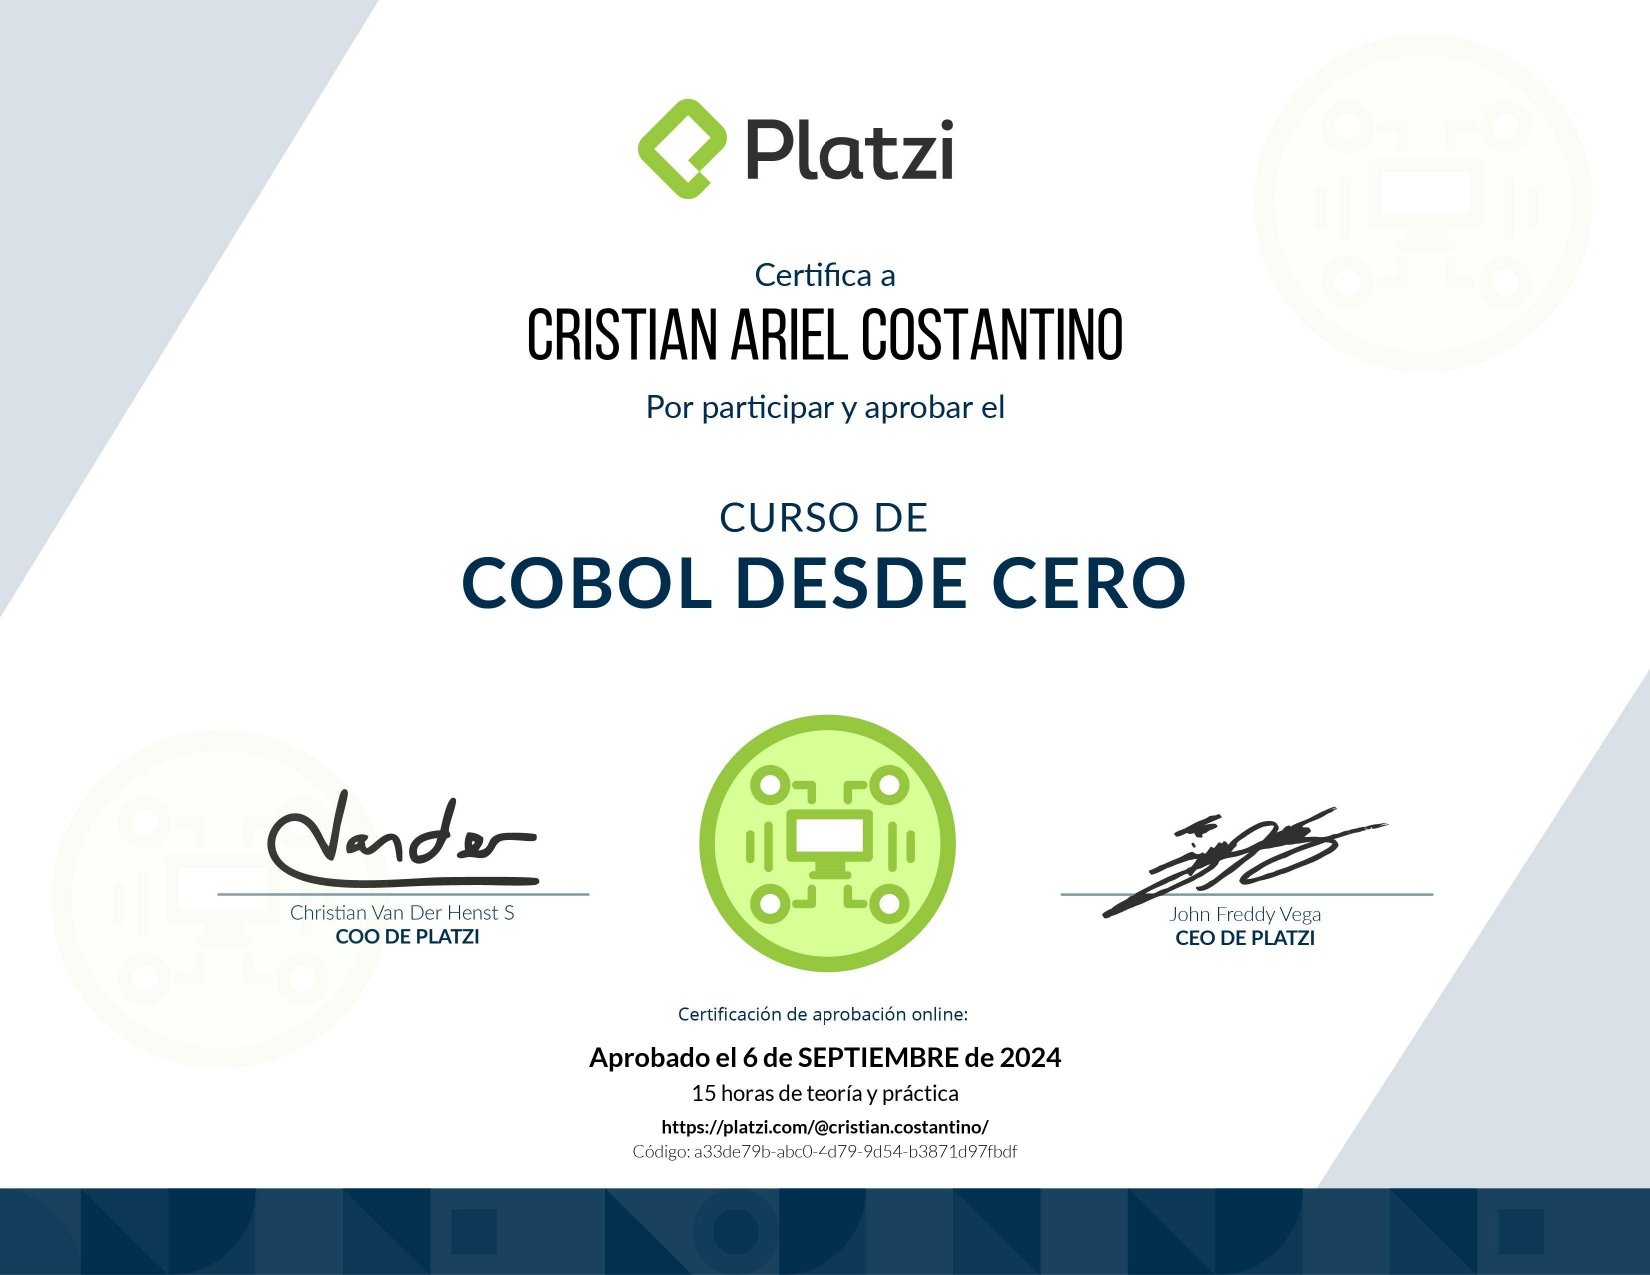 Platzi
Certifica a
CRISTIAN ARIEL COSTANTINO
Por participar y aprobar el
CURSO DE
COBOL DESDE CERO
Vander
Christian Van Der Henst S
COO DE PLATZI
John Freddy Vega
CEO DE PLATZI
Certificación de aprobación online:
Aprobado el 6 de SEPTIEMBRE de 2024
15 horas de teoría y práctica
https://platzi.com/@cristian.costantino/
Código: a33de79b-abc0-4d79-9d54-b3871d97fbdf